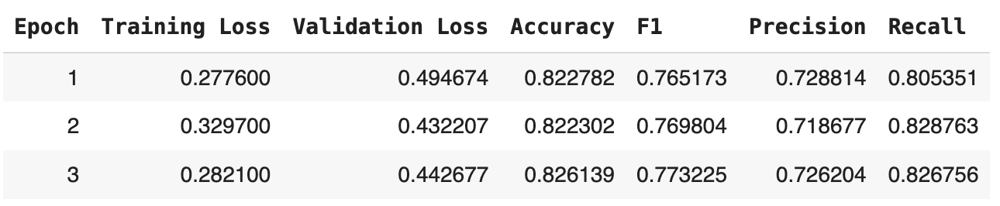 Epoch Training Loss Validation Loss Accuracy F1 Precision Recall
1 0.277600 0.494674 0.822782 0.765173 0.728814 0.805351
2 0.329700 0.432207 0.822302 0.769804 0.718677 0.828763
3 0.282100 0.442677 0.826139 0.773225 0.726204 0.826756